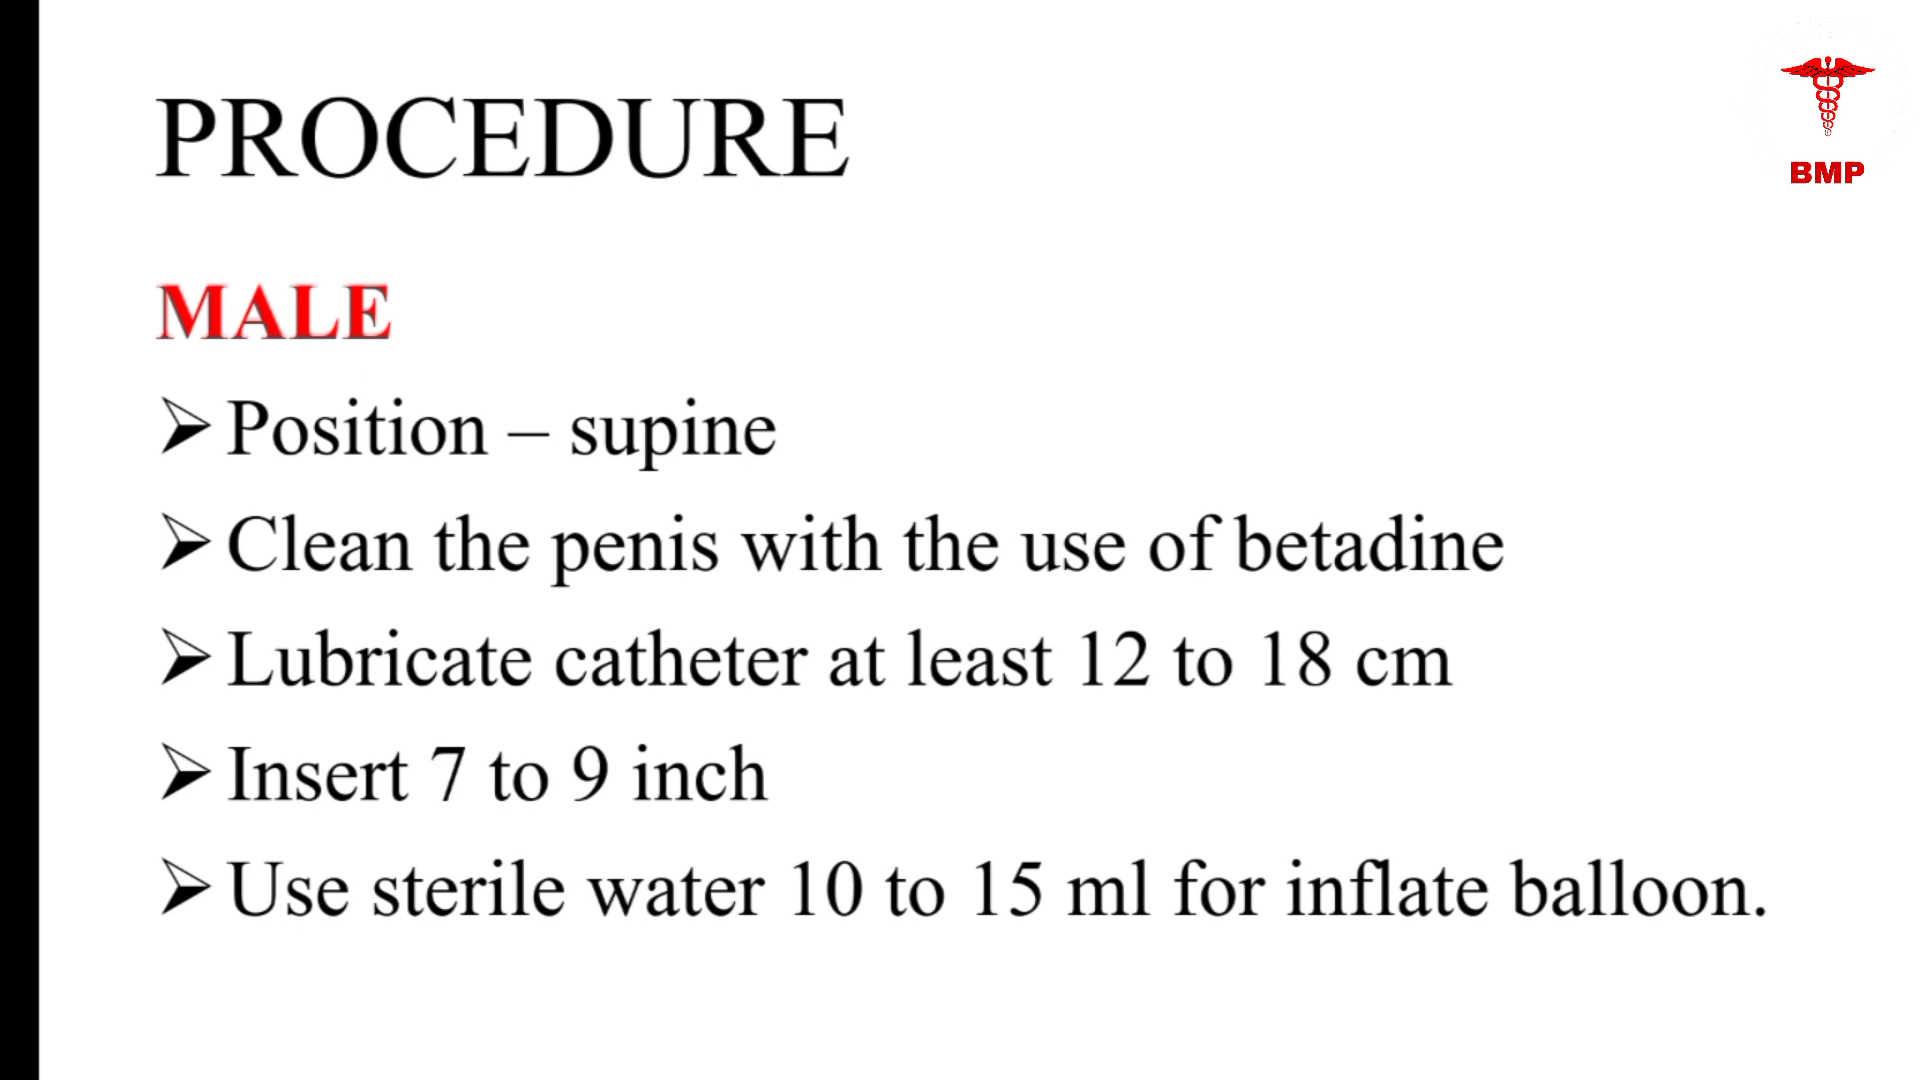 PROCEDURE
BMP
MALE
➢ Position – supine
➢ Clean the penis with the use of betadine
➢ Lubricate catheter at least 12 to 18 cm
➢ Insert 7 to 9 inch
➢ Use sterile water 10 to 15 ml for inflate balloon.